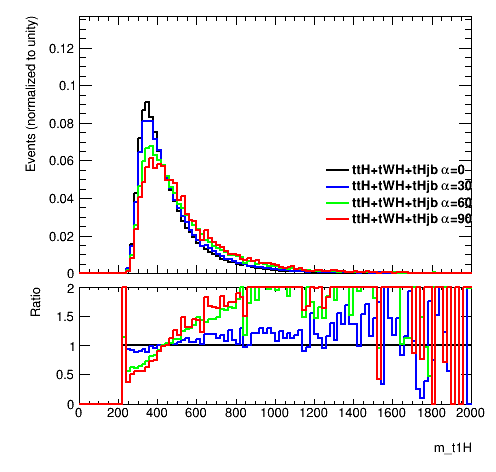 Events (normalized to unity)
0.12
0.1
0.08
0.06
0.04
0.02
0
ttH+tWH+tHjb α=0
ttH+tWH+tHjb α=30
ttH+tWH+tHjb α=60
ttH+tWH+tHjb α=90
Ratio
2
1.5
1
0.5
0
0 200 400 600 800 1000 1200 1400 1600 1800 2000
m_t1H